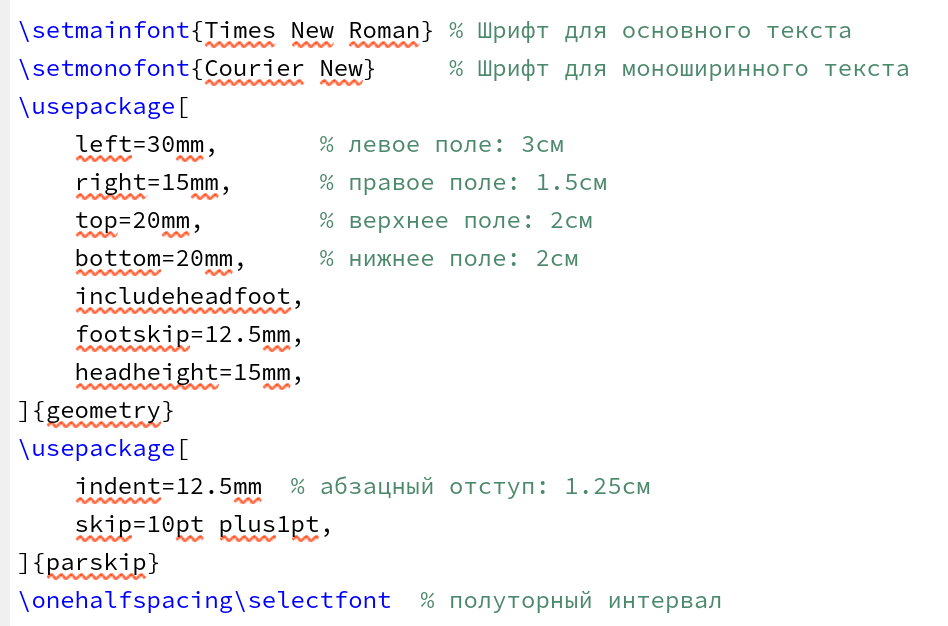 \setmainfont{Times New Roman} % Шрифт для основного текста
\setmonofont{Courier New}     % Шрифт для моноширинного текста
\usepackage[
    left=30mm,       % левое поле: 3см
    right=15mm,      % правое поле: 1.5см
    top=20mm,        % верхнее поле: 2см
    bottom=20mm,     % нижнее поле: 2см
    includeheadfoot,
    footskip=12.5mm,
    headheight=15mm,
]{geometry}
\usepackage[
    indent=12.5mm  % абзацный отступ: 1.25см
    skip=10pt plus1pt,
]{parskip}
\onehalfspacing\selectfont  % полуторный интервал